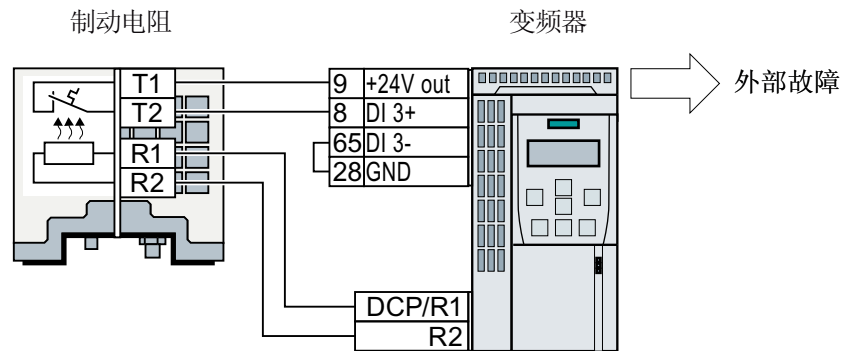 制动电阻
变频器
T1
T2
R1
R2
9 +24V out
8 DI 3+
65 DI 3-
28 GND
外部故障
DCP/R1
R2